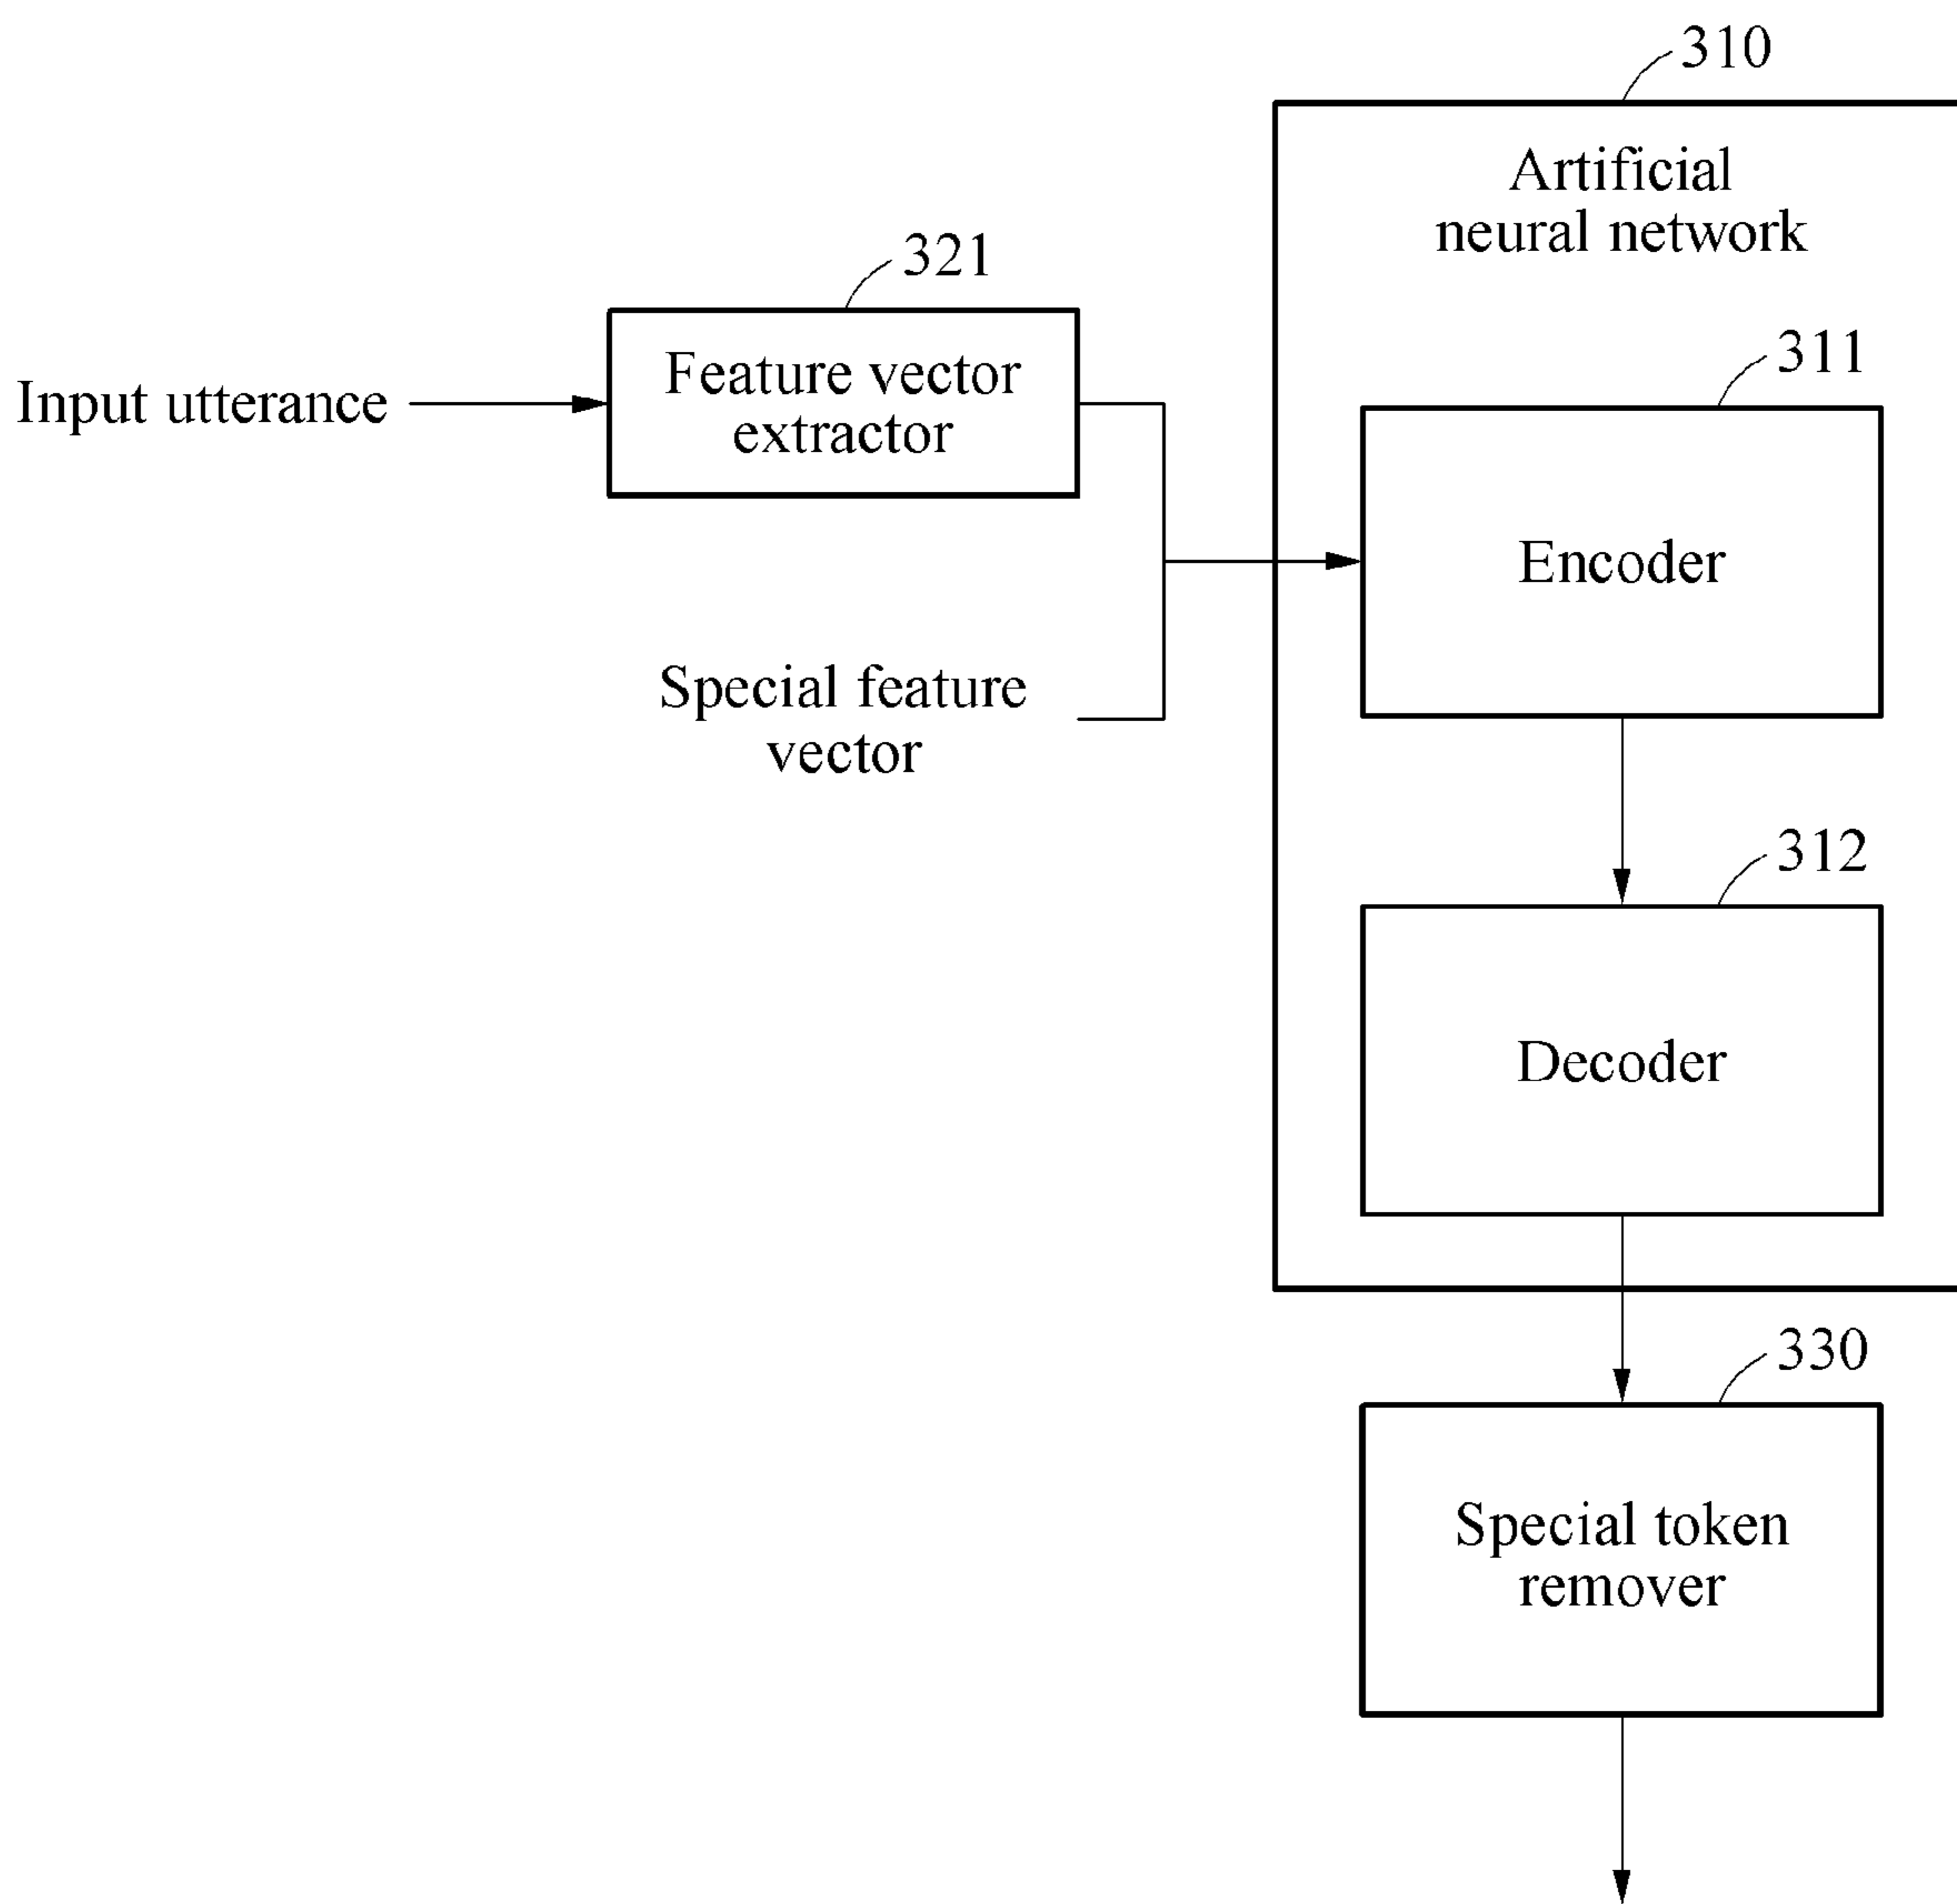 310
Artificial
neural network
321
Feature vector
extractor
Input utterance
311
Encoder
Special feature
vector
312
Decoder
330
Special token
remover